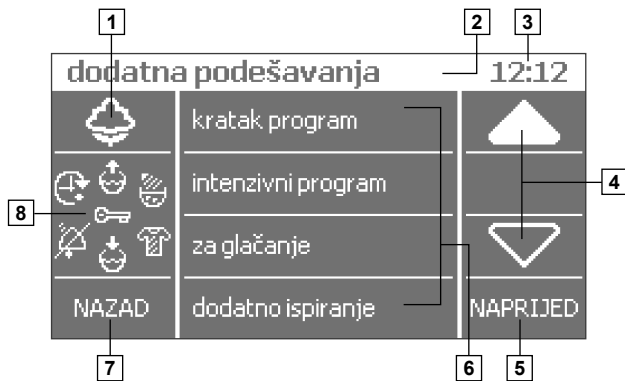 1
2
3
dodatna podešavanja 12:12
kratak program
intenzivni program
4
8
za glačanje
NAZAD
dodatno ispiranje
NAPRIJED
7
6
5